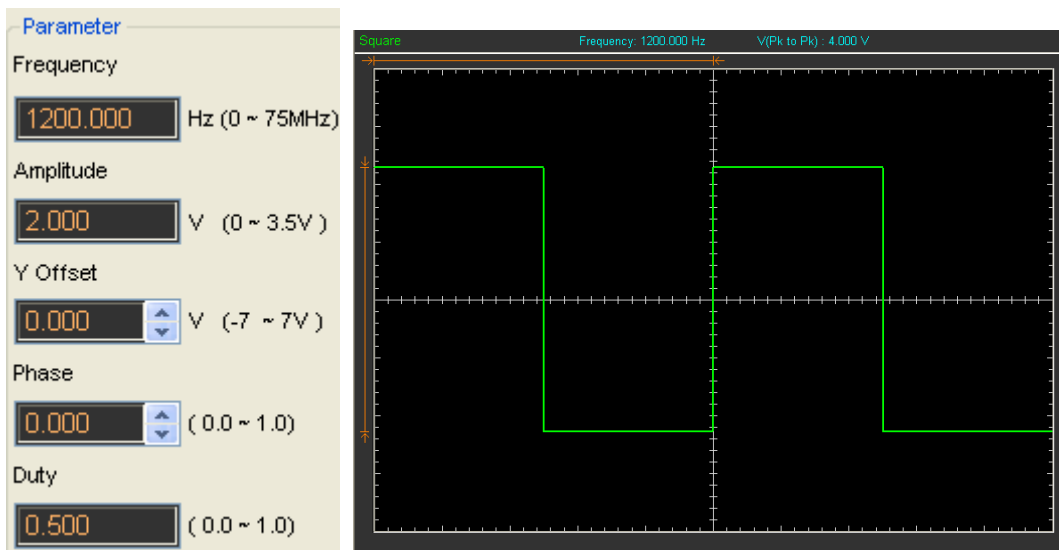 Parameter
Frequency
1200.000 Hz (0 ~ 75MHz)
Amplitude
2.000 V (0 ~ 3.5V )
Y Offset
0.000 V (-7 ~ 7V )
Phase
0.000 ( 0.0 ~ 1.0)
Duty
0.500 ( 0.0 ~ 1.0)
Square Frequency: 1200.000 Hz V(Pk to Pk) : 4.000 V